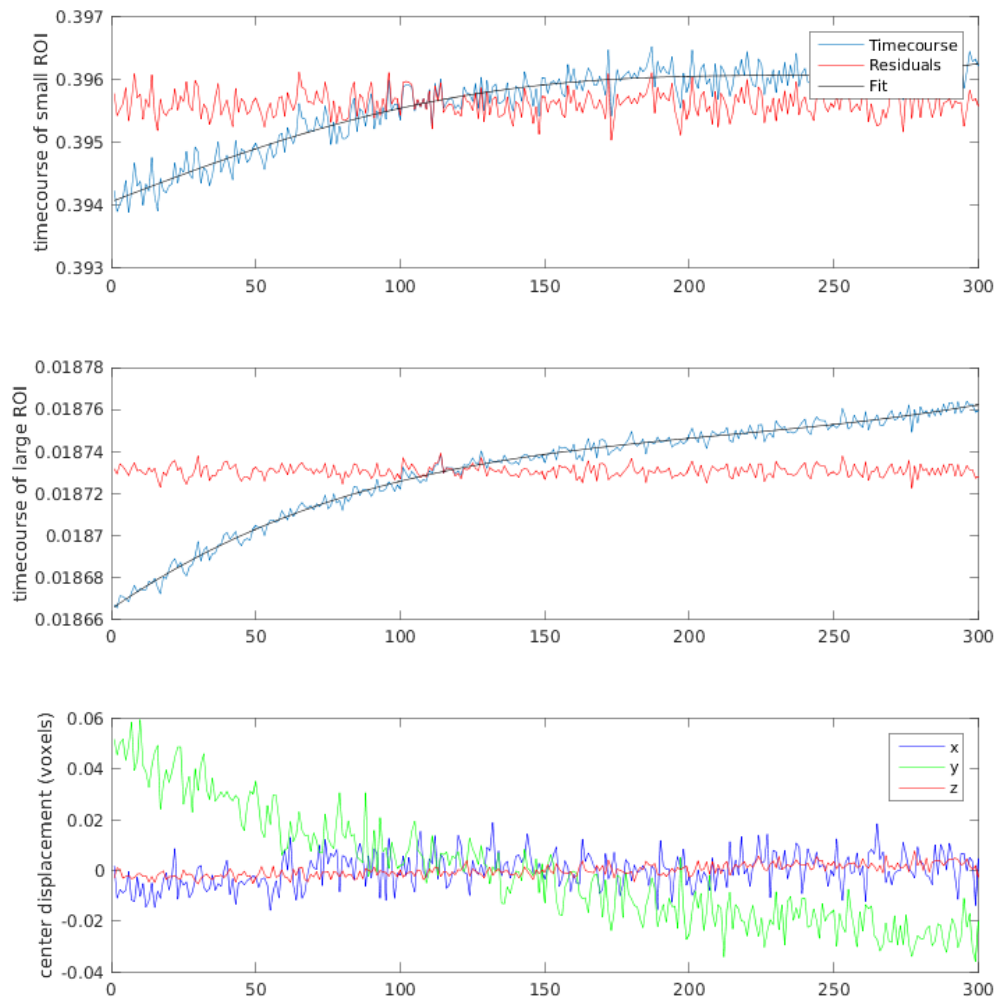 timecourse of small ROI
0.397
0.396
0.395
0.394
0.393
0 50 100 150 200 250 300
Timecourse
Residuals
Fit
timecourse of large ROI
0.01878
0.01876
0.01874
0.01872
0.0187
0.01868
0.01866
0 50 100 150 200 250 300
center displacement (voxels)
0.06
0.04
0.02
0
-0.02
-0.04
0 50 100 150 200 250 300
x
y
z